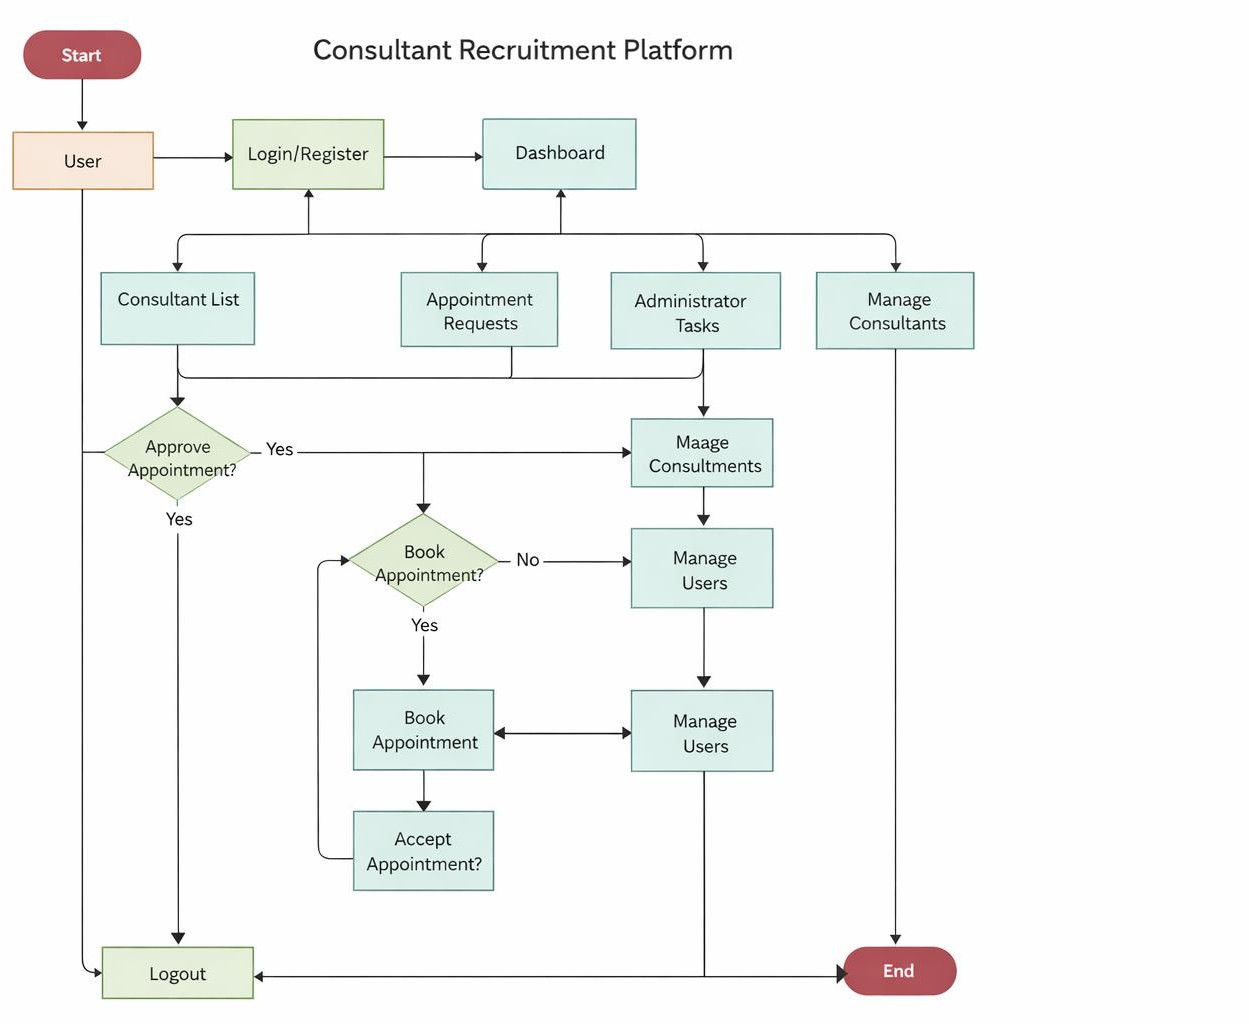 Start
Consultant Recruitment Platform
User
Login/Register
Dashboard
Consultant List
Appointment
Requests
Administrator
Tasks
Manage
Consultants
Approve
Appointment?
Yes
Maage
Consultments
Yes
Book
Appointment?
No
Manage
Users
Yes
Book
Appointment
Manage
Users
Accept
Appointment?
Logout
End